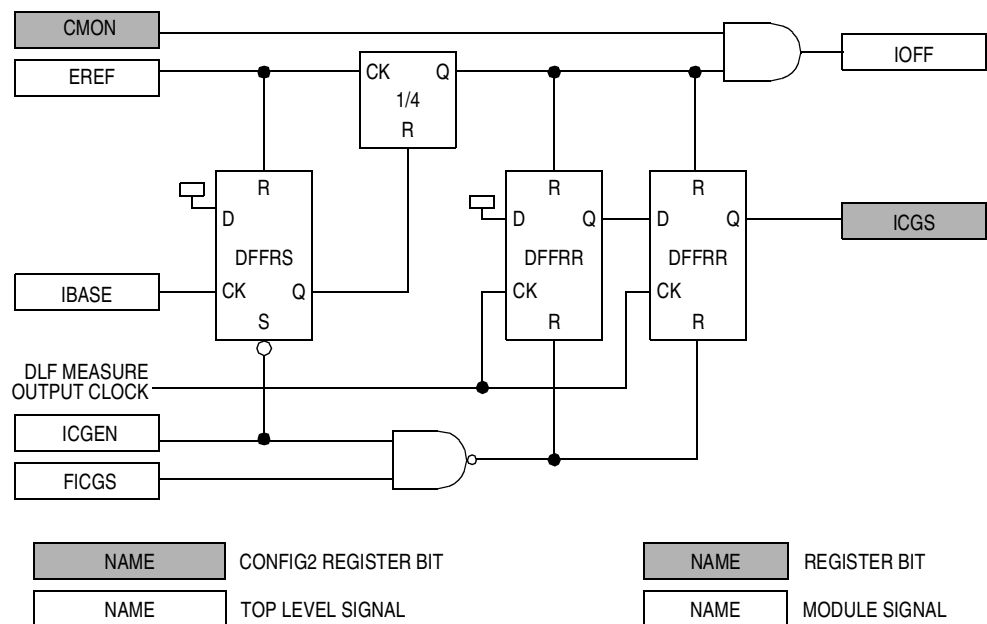 CMON
EREF
CK Q
1/4
R
IOFF
R
D
DFFRS
CK Q
S
R
D Q
DFFRR
CK
R
R
D Q
DFFRR
CK
R
ICGS
IBASE
DLF MEASURE
OUTPUT CLOCK
ICGEN
FICGS
NAME CONFIG2 REGISTER BIT
NAME REGISTER BIT
NAME TOP LEVEL SIGNAL
NAME MODULE SIGNAL